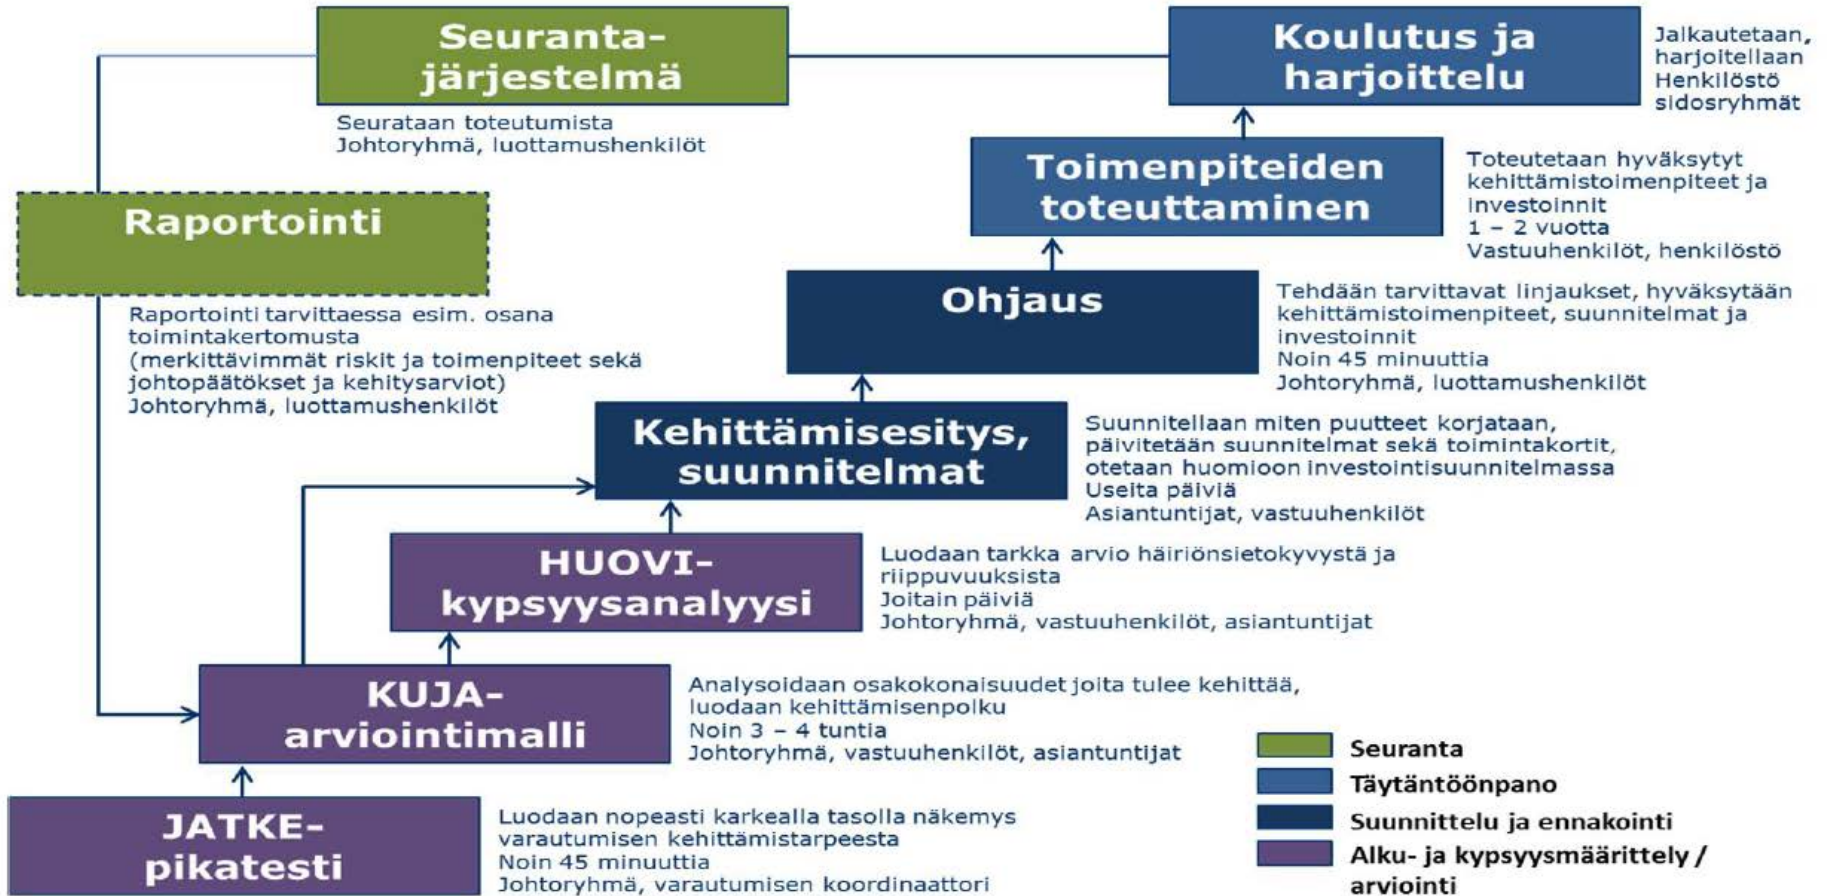 Seuranta-
järjestelmä
Seurataan toteutumista
Johtoryhmä, luottamushenkilöt
Koulutus ja
harjoittelu
Jalkautetaan,
harjoitellaan
Henkilöstö
sidosryhmät
Toimenpiteiden
toteuttaminen
Toteutetaan hyväksytyt
kehittämistoimenpiteet ja
investoinnit
1 – 2 vuotta
Vastuuhenkilöt, henkilöstö
Raportointi
Raportointi tarvittaessa esim. osana
toimintakertomusta
(merkittävimmät riskit ja toimenpiteet sekä
johtopäätökset ja kehitysarviot)
Johtoryhmä, luottamushenkilöt
Ohjaus
Tehdään tarvittavat linjaukset, hyväksytään
kehittämistoimenpiteet, suunnitelmat ja
investoinnit
Noin 45 minuuttia
Johtoryhmä, luottamushenkilöt
Kehittämisesitys,
suunnitelmat
Suunnitellaan miten puutteet korjataan,
päivitetään suunnitelmat sekä toimintakortit,
otetaan huomioon investointisuunnitelmassa
Useita päiviä
Asiantuntijat, vastuuhenkilöt
HUOVI-
kypsyysanalyysi
Luodaan tarkka arvio häiriönsietokyvystä ja
riippuvuuksista
Joitain päiviä
Johtoryhmä, vastuuhenkilöt, asiantuntijat
KUJA-
arviointimalli
Analysoidaan osakokonaisuudet joita tulee kehittää,
luodaan kehittämisenpolku
Noin 3 – 4 tuntia
Johtoryhmä, vastuuhenkilöt, asiantuntijat
JATKE-
pikatesti
Luodaan nopeasti karkealla tasolla näkemys
varautumisen kehittämistarpeesta
Noin 45 minuuttia
Johtoryhmä, varautumisen koordinaattori
Seuranta
Täytäntöönpano
Suunnittelu ja ennakointi
Alku- ja kypsyysmäärittely /
arviointi